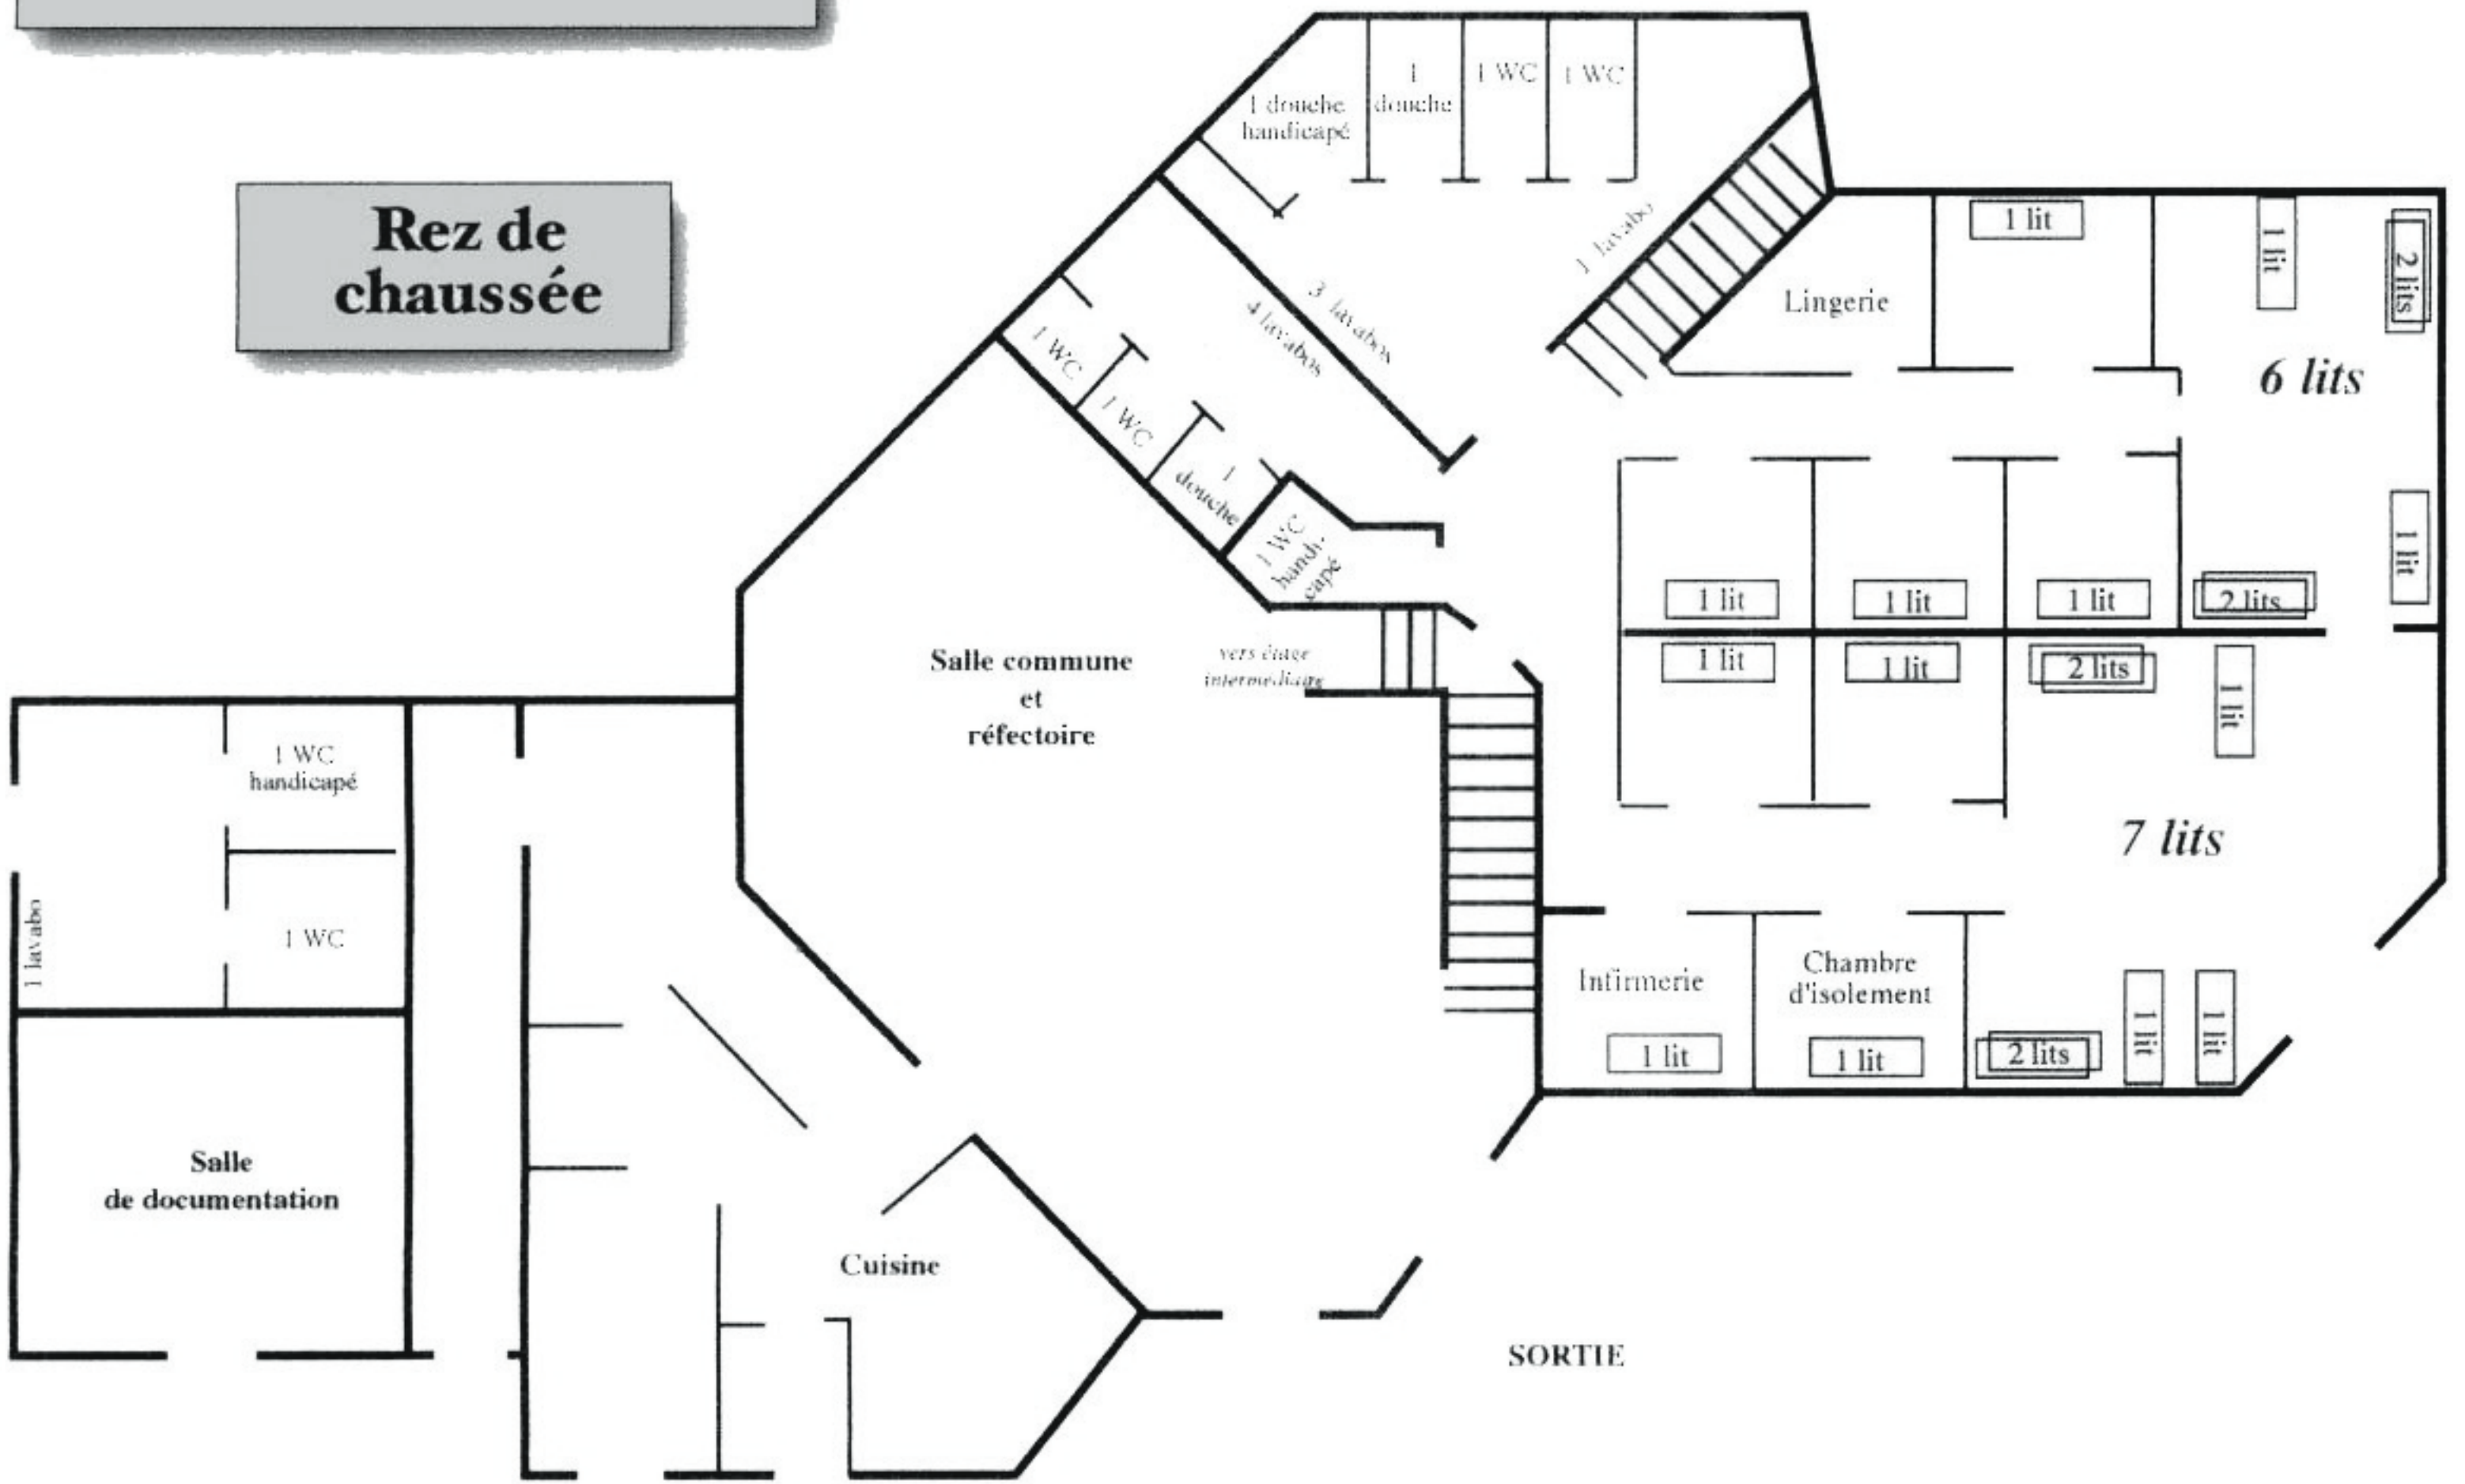 Rez de
chaussée
1 douche
handicapé
1
douche
1 WC
1 WC
1 lavabo
3 lavabos
4 lavabos
1 WC
1 WC
1
douche
1 WC
handi-
capé
Lingerie
1 lit
1 lit
2 lits
6 lits
1 lit
1 lit
1 lit
1 lit
2 lits
1 lit
1 lit
2 lits
1 lit
7 lits
Salle commune
et
réfectoire
vers étage
intermediaire
1 WC
handicapé
1 WC
1 lavabo
Infirmerie
1 lit
Chambre
d'isolement
1 lit
2 lits
1 lit
1 lit
Salle
de documentation
Cuisine
SORTIE